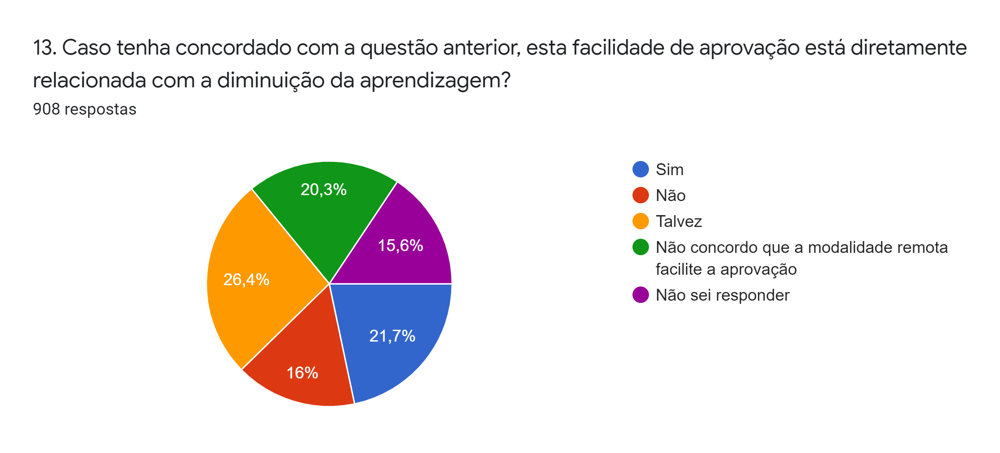 13. Caso tenha concordado com a questão anterior, esta facilidade de aprovação está diretamente
relacionada com a diminuição da aprendizagem?
908 respostas
20,3%
15,6%
26,4%
21,7%
16%
Sim
Não
Talvez
Não concordo que a modalidade remota
facilite a aprovação
Não sei responder